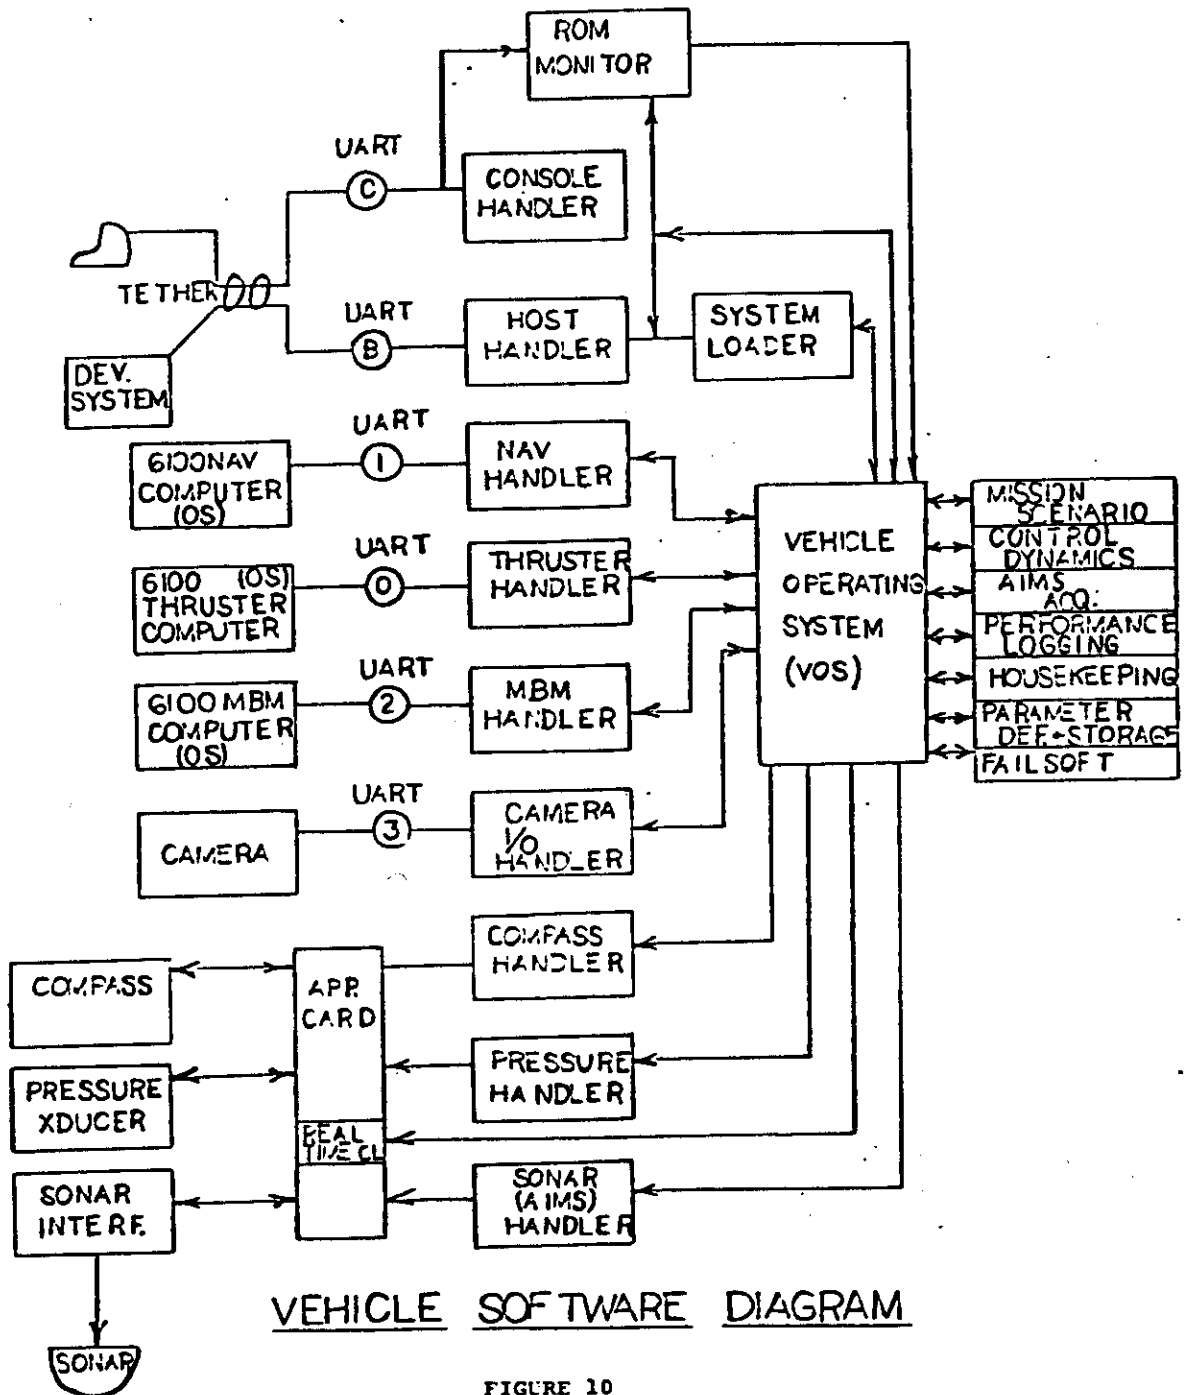 ROM
MONITOR
UART
C
CONSOLE
HANDLER
TETHER
UART
B
HOST
HANDLER
SYSTEM
LOADER
DEV.
SYSTEM
UART
1
6100NAV
COMPUTER
(OS)
NAV
HANDLER
UART
0
6100 (OS)
THRUSTER
COMPUTER
THRUSTER
HANDLER
UART
2
6100 MBM
COMPUTER
(OS)
MBM
HANDLER
UART
3
CAMERA
CAMERA
I/O
HANDLER
VEHICLE
OPERATING
SYSTEM
(VOS)
MISSION
SCENARIO
CONTROL
DYNAMICS
AIMS
ACQ.
PERFORMANCE
LOGGING
HOUSEKEEPING
PARAMETER
DEF.+STORAGE
FAILSOFT
COMPASS
APP.
CARD
COMPASS
HANDLER
PRESSURE
XDUCER
PRESSURE
HANDLER
REAL
TIME CL
SONAR
INTERF.
SONAR
(AIMS)
HANDLER
SONAR
VEHICLE SOFTWARE DIAGRAM
FIGURE 10